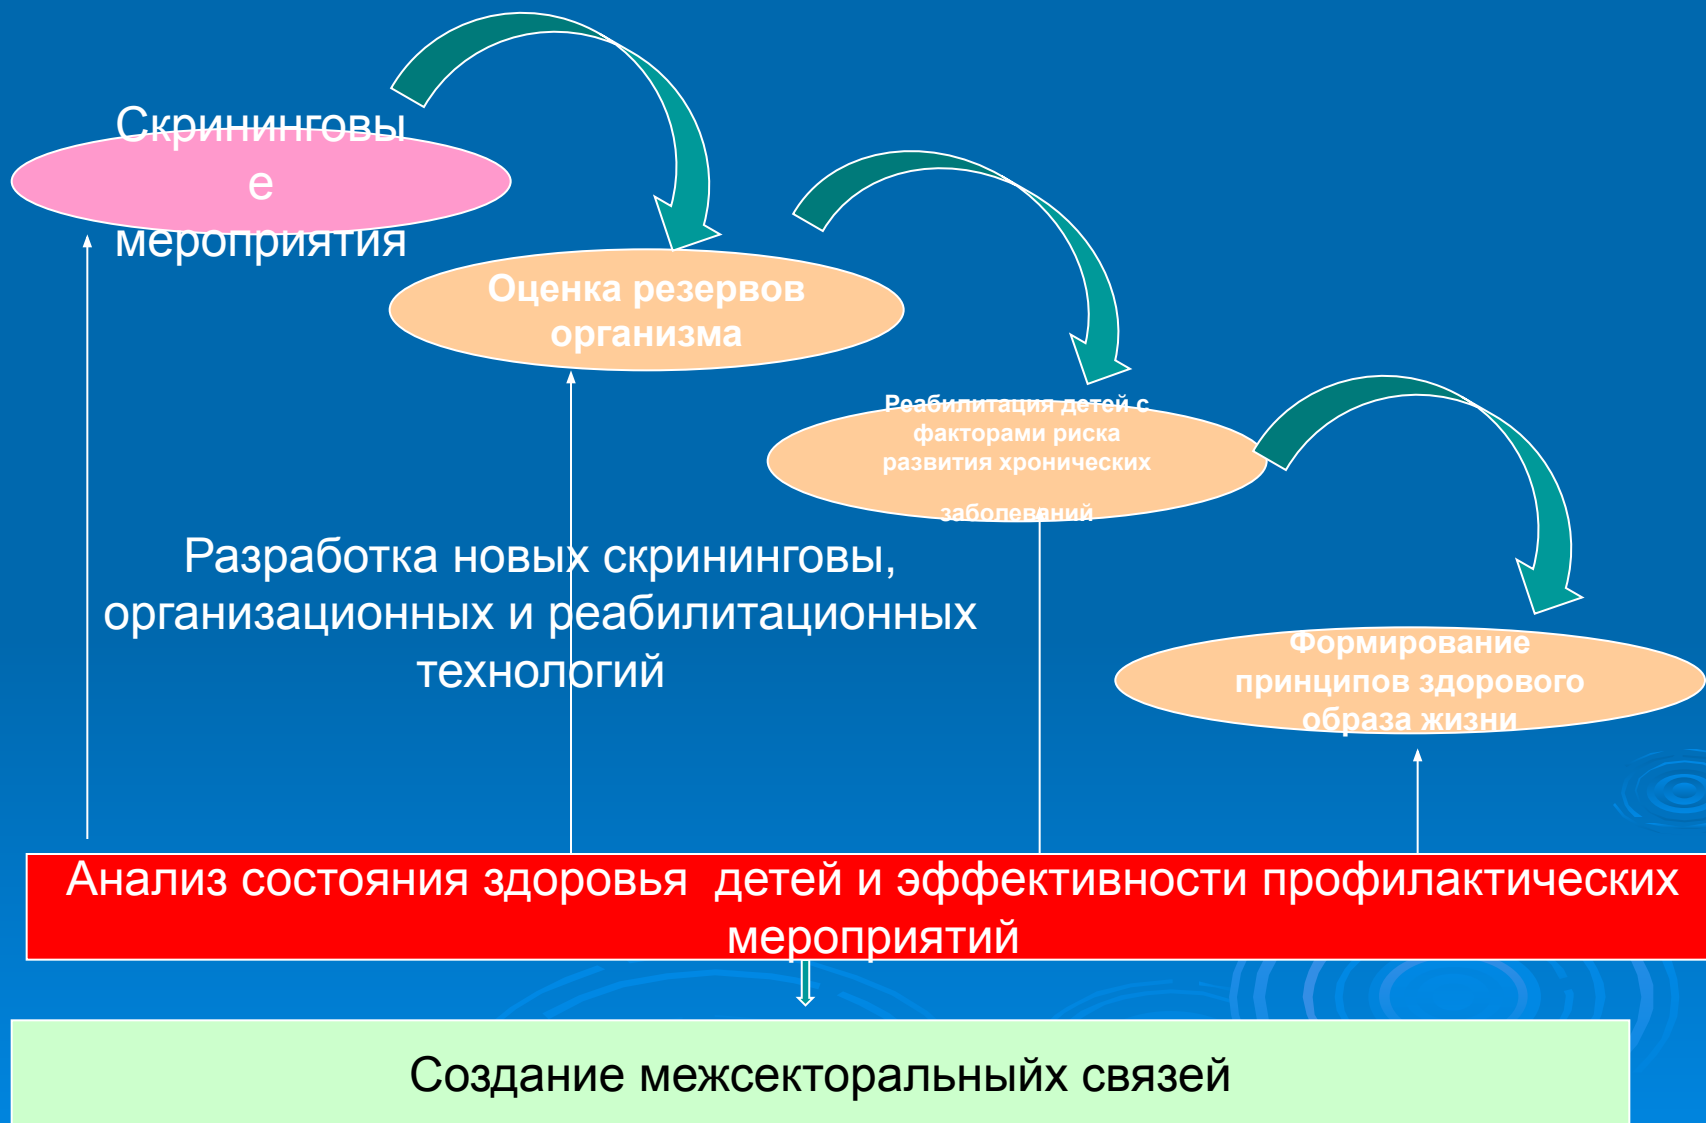 Скрининговы
е
мероприятия
Оценка резервов
организма
Реабилитация детей с
факторами риска
развития хронических
заболеваний
Разработка новых скрининговы,
организационных и реабилитационных
технологий
Формирование
принципов здорового
образа жизни
Анализ состояния здоровья детей и эффективности профилактических
мероприятий
Создание межсекторальныйх связей